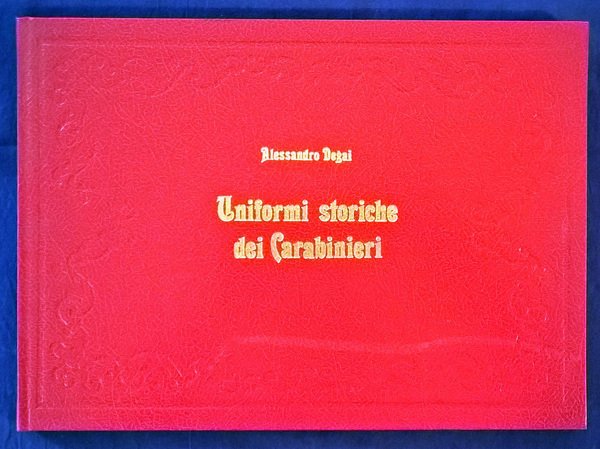 Alessandro Degai
Uniformi storiche
dei Carabinieri